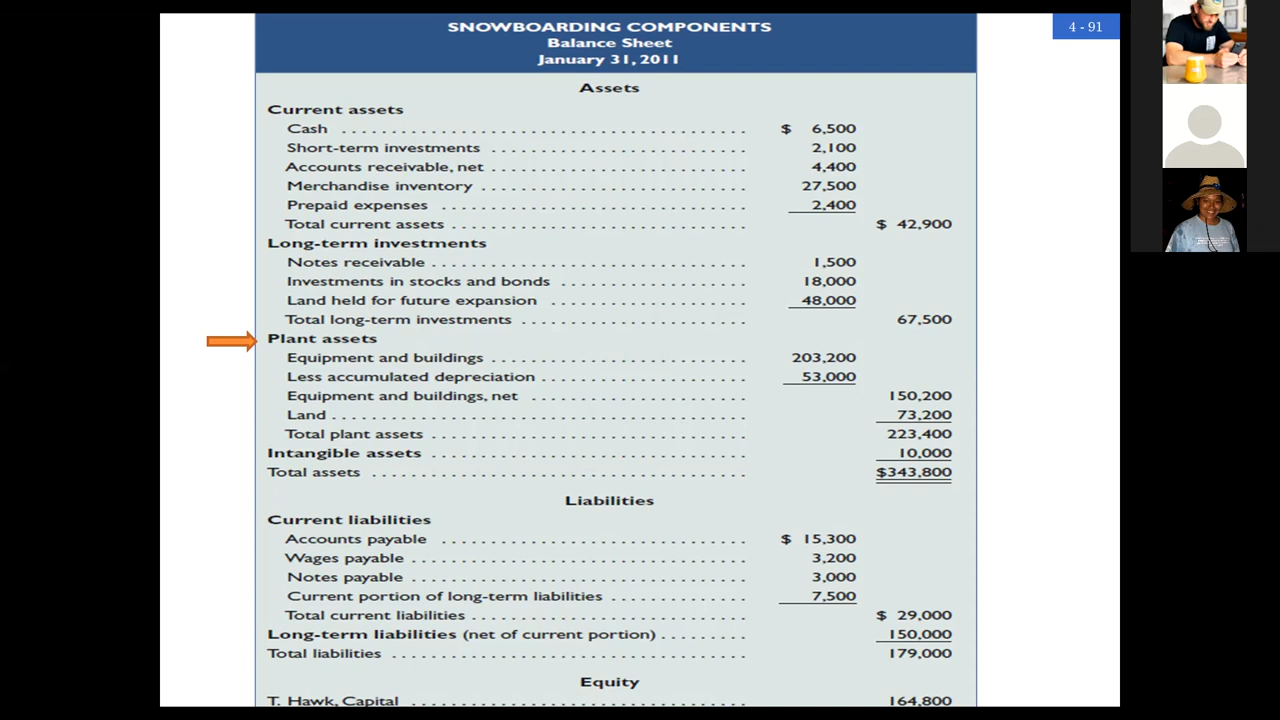 SNOWBOARDING COMPONENTS
Balance Sheet
January 31, 2011
4 - 91
Assets
Current assets
Cash $ 6,500
Short-term investments 2,100
Accounts receivable, net 4,400
Merchandise inventory 27,500
Prepaid expenses 2,400
Total current assets $ 42,900
Long-term investments
Notes receivable 1,500
Investments in stocks and bonds 18,000
Land held for future expansion 48,000
Total long-term investments 67,500
Plant assets
Equipment and buildings 203,200
Less accumulated depreciation 53,000
Equipment and buildings, net 150,200
Land 73,200
Total plant assets 223,400
Intangible assets 10,000
Total assets $343,800
Liabilities
Current liabilities
Accounts payable $ 15,300
Wages payable 3,200
Notes payable 3,000
Current portion of long-term liabilities 7,500
Total current liabilities $ 29,000
Long-term liabilities (net of current portion) 150,000
Total liabilities 179,000
Equity
T. Hawk, Capital 164,800